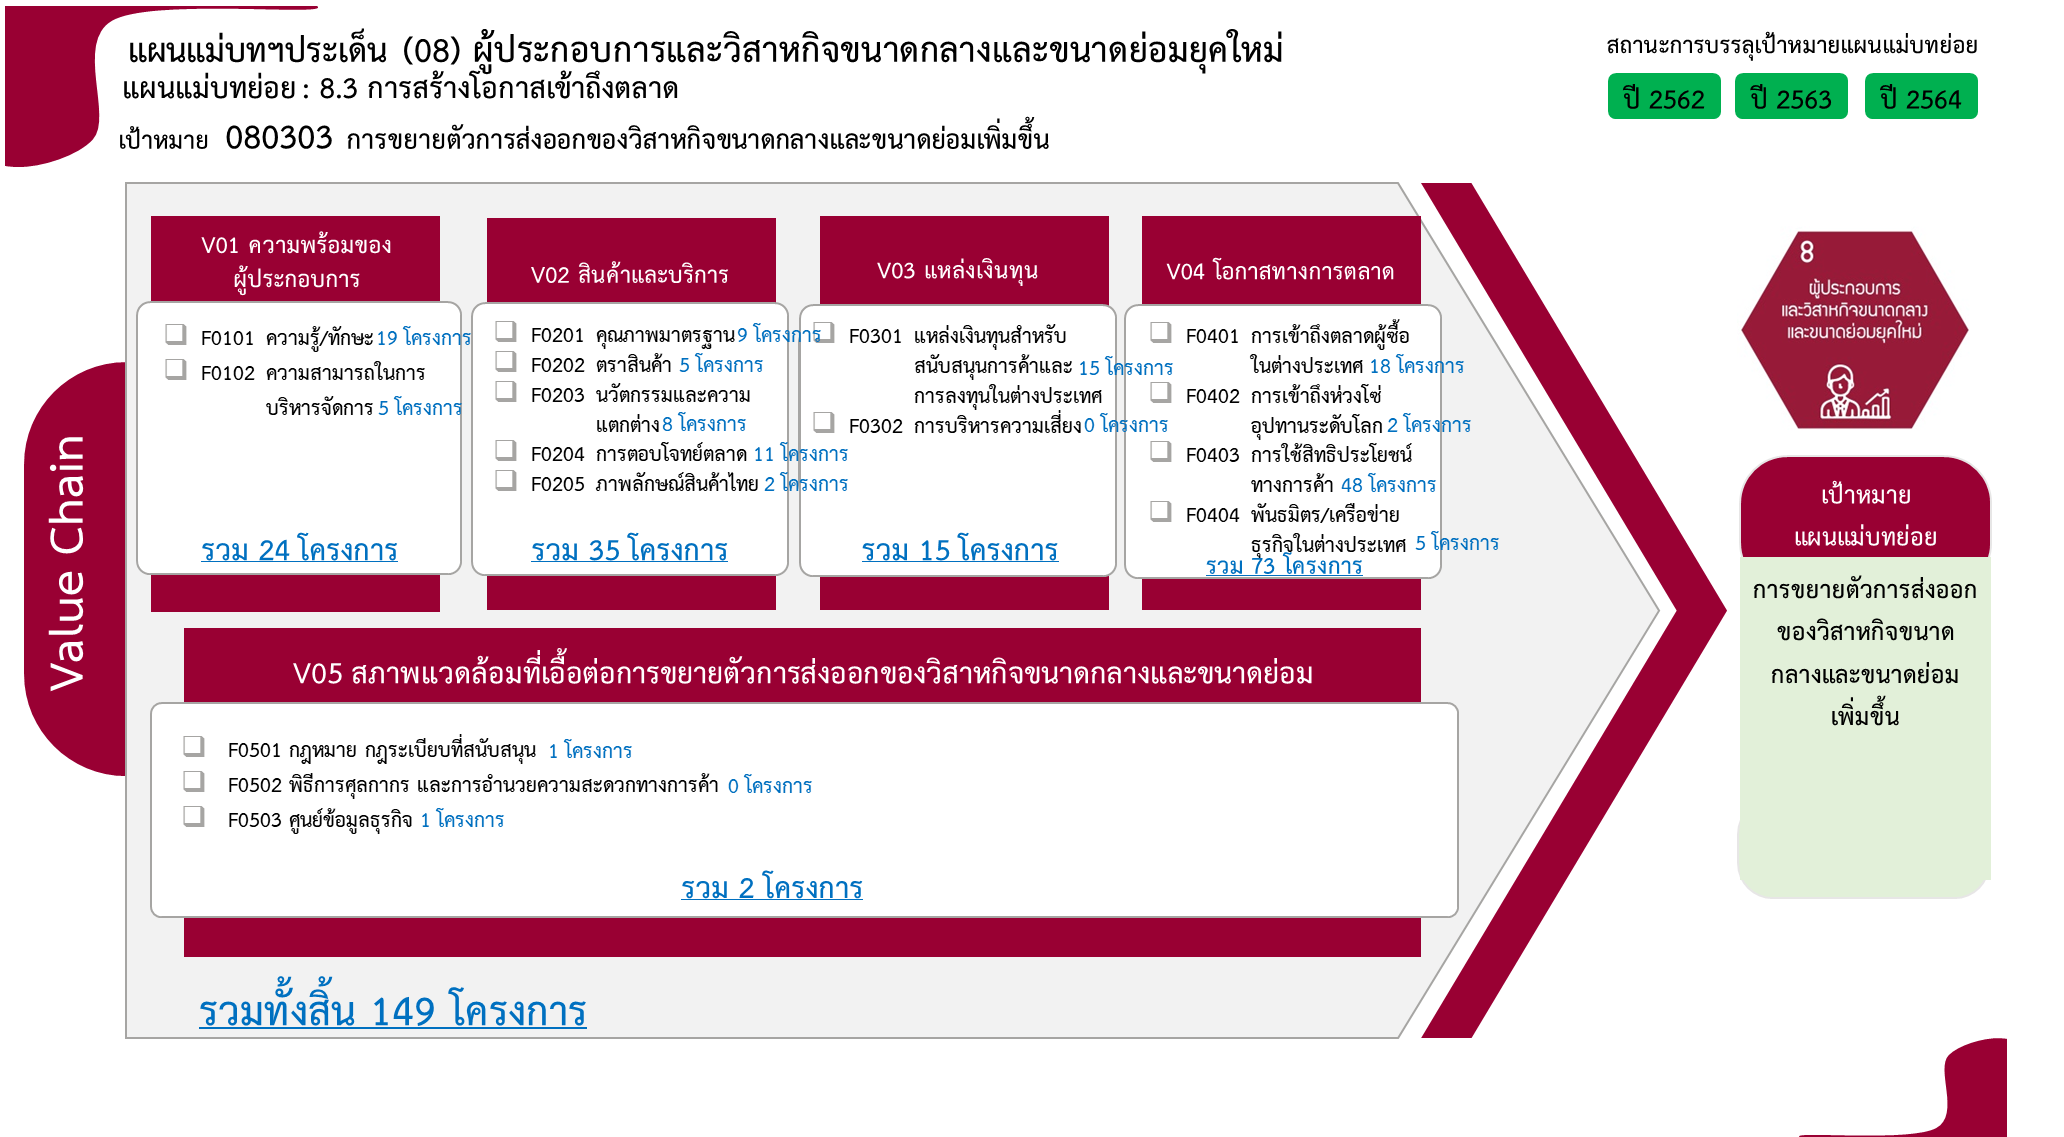 แผนแม่บทฯประเด็น (08) ผู้ประกอบการและวิสาหกิจขนาดกลางและขนาดย่อมยุคใหม่
แผนแม่บทย่อย : 8.3 การสร้างโอกาสเข้าถึงตลาด
เป้าหมาย 080303 การขยายตัวการส่งออกของวิสาหกิจขนาดกลางและขนาดย่อมเพิ่มขึ้น
สถานะการบรรลุเป้าหมายแผนแม่บทย่อย
ปี 2562 ปี 2563 ปี 2564
Value Chain
V01 ความพร้อมของ
ผู้ประกอบการ
F0101 ความรู้/ทักษะ 19 โครงการ
F0102 ความสามารถในการ
บริหารจัดการ 5 โครงการ
รวม 24 โครงการ
V02 สินค้าและบริการ
F0201 คุณภาพมาตรฐาน 9 โครงการ
F0202 ตราสินค้า 5 โครงการ
F0203 นวัตกรรมและความ
แตกต่าง 8 โครงการ
F0204 การตอบโจทย์ตลาด 11 โครงการ
F0205 ภาพลักษณ์สินค้าไทย 2 โครงการ
รวม 35 โครงการ
V03 แหล่งเงินทุน
F0301 แหล่งเงินทุนสำหรับ
สนับสนุนการค้าและ 15 โครงการ
การลงทุนในต่างประเทศ
F0302 การบริหารความเสี่ยง 0 โครงการ
รวม 15 โครงการ
V04 โอกาสทางการตลาด
F0401 การเข้าถึงตลาดผู้ซื้อ
ในต่างประเทศ 18 โครงการ
F0402 การเข้าถึงห่วงโซ่
อุปทานระดับโลก 2 โครงการ
F0403 การใช้สิทธิประโยชน์
ทางการค้า 48 โครงการ
F0404 พันธมิตร/เครือข่าย
ธุรกิจในต่างประเทศ 5 โครงการ
รวม 73 โครงการ
V05 สภาพแวดล้อมที่เอื้อต่อการขยายตัวการส่งออกของวิสาหกิจขนาดกลางและขนาดย่อม
F0501 กฎหมาย กฎระเบียบที่สนับสนุน 1 โครงการ
F0502 พิธีการศุลกากร และการอำนวยความสะดวกทางการค้า 0 โครงการ
F0503 ศูนย์ข้อมูลธุรกิจ 1 โครงการ
รวม 2 โครงการ
รวมทั้งสิ้น 149 โครงการ
8
ผู้ประกอบการ
และวิสาหกิจขนาดกลาง
และขนาดย่อมยุคใหม่
เป้าหมาย
แผนแม่บทย่อย
การขยายตัวการส่งออก
ของวิสาหกิจขนาด
กลางและขนาดย่อม
เพิ่มขึ้น